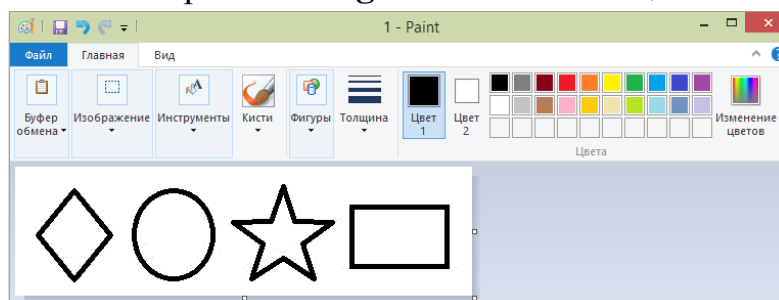 1 - Paint
Файл Главная Вид
Буфер обмена Изображение Инструменты Кисти Фигуры Толщина Цвет 1 Цвет 2 Изменение цветов
Цвета